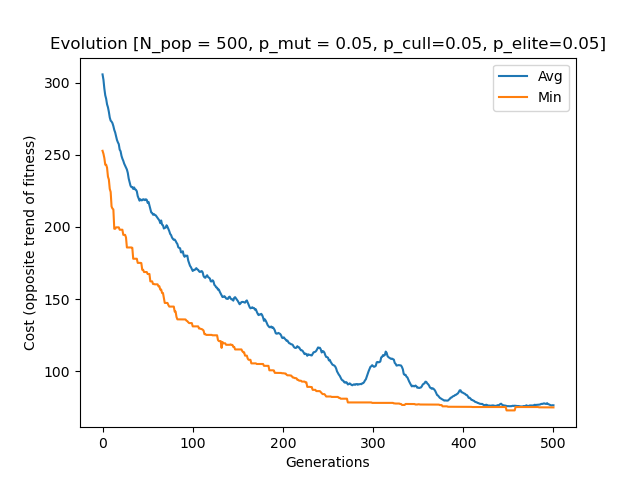 Evolution [N_pop = 500, p_mut = 0.05, p_cull=0.05, p_elite=0.05]
Avg
Min
Cost (opposite trend of fitness)
300
250
200
150
100
0 100 200 300 400 500
Generations